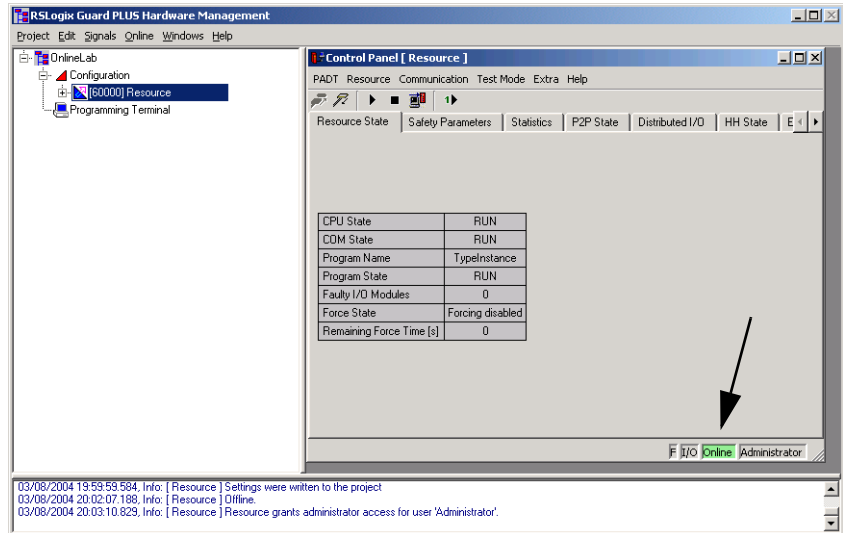 RSLogix Guard PLUS Hardware Management
Project Edit Signals Online Windows Help
OnlineLab
Configuration
[60000] Resource
Programming Terminal
Control Panel [ Resource ]
PADT Resource Communication Test Mode Extra Help
Resource State Safety Parameters Statistics P2P State Distributed I/O HH State E
CPU State RUN
COM State RUN
Program Name TypeInstance
Program State RUN
Faulty I/O Modules 0
Force State Forcing disabled
Remaining Force Time [s] 0
F I/O Online Administrator
03/08/2004 19:59:59.584, Info: [ Resource ] Settings were written to the project
03/08/2004 20:02:07.188, Info: [ Resource ] Offline.
03/08/2004 20:03:10.829, Info: [ Resource ] Resource grants administrator access for user 'Administrator'.